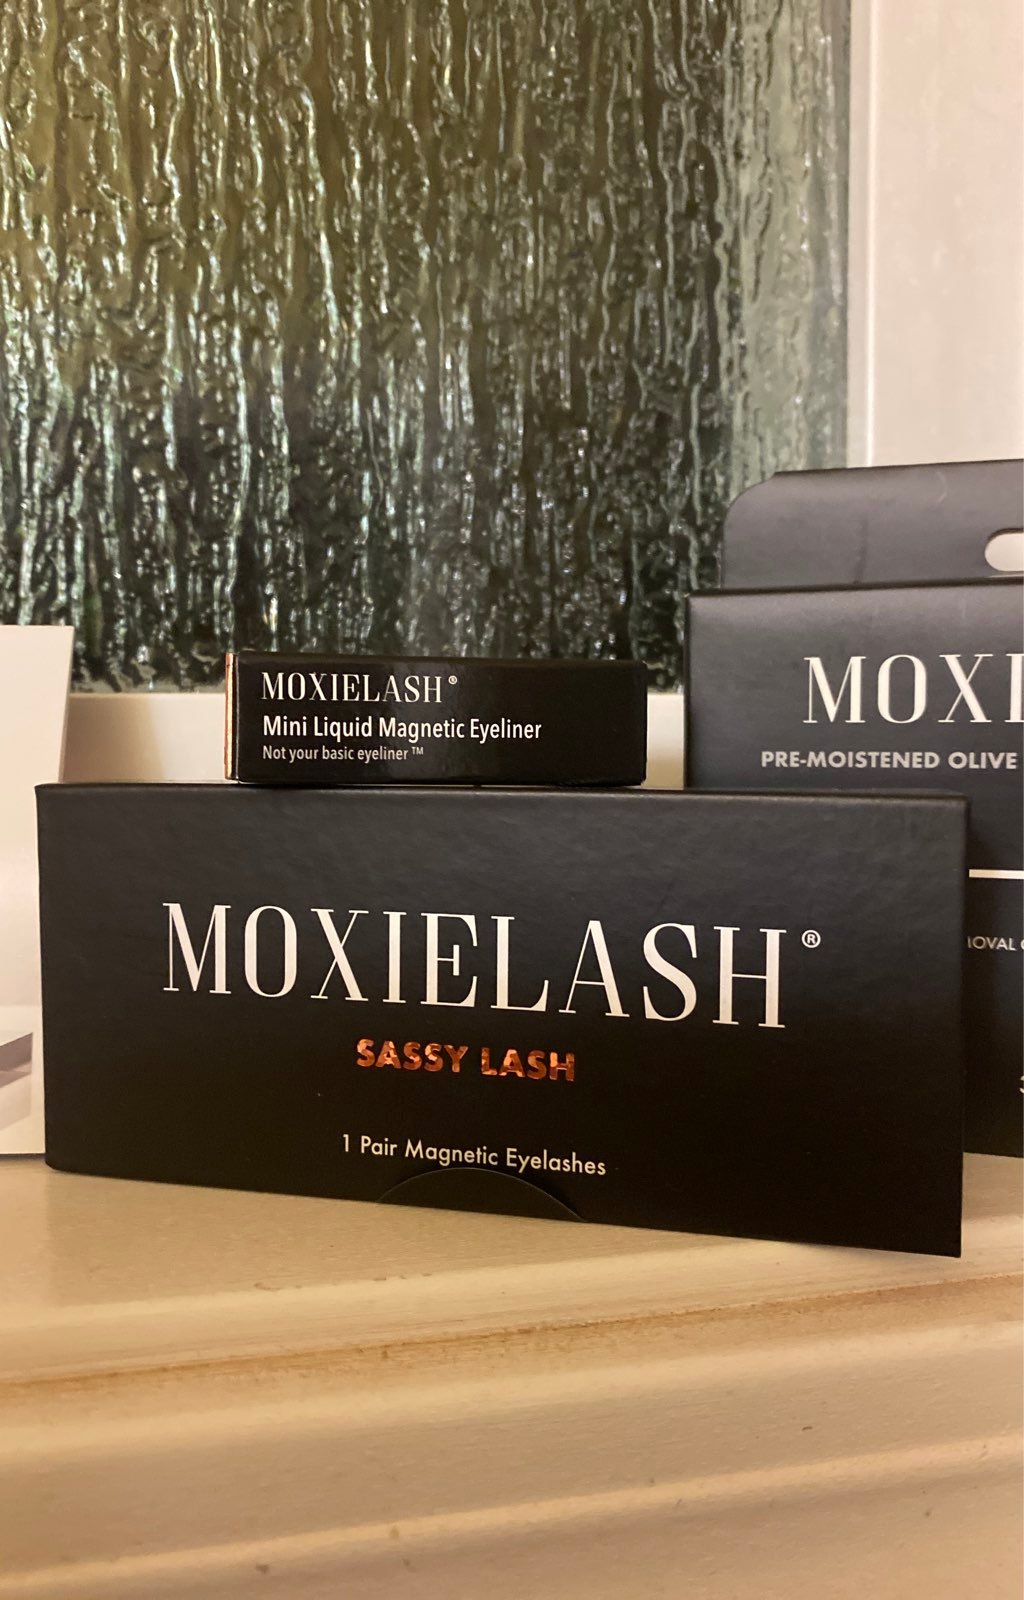 MOXIELASH®
Mini Liquid Magnetic Eyeliner
Not your basic eyeliner™
MOXI
PRE-MOISTENED OLIVE
MOXIELASH®
SASSY LASH
1 Pair Magnetic Eyelashes